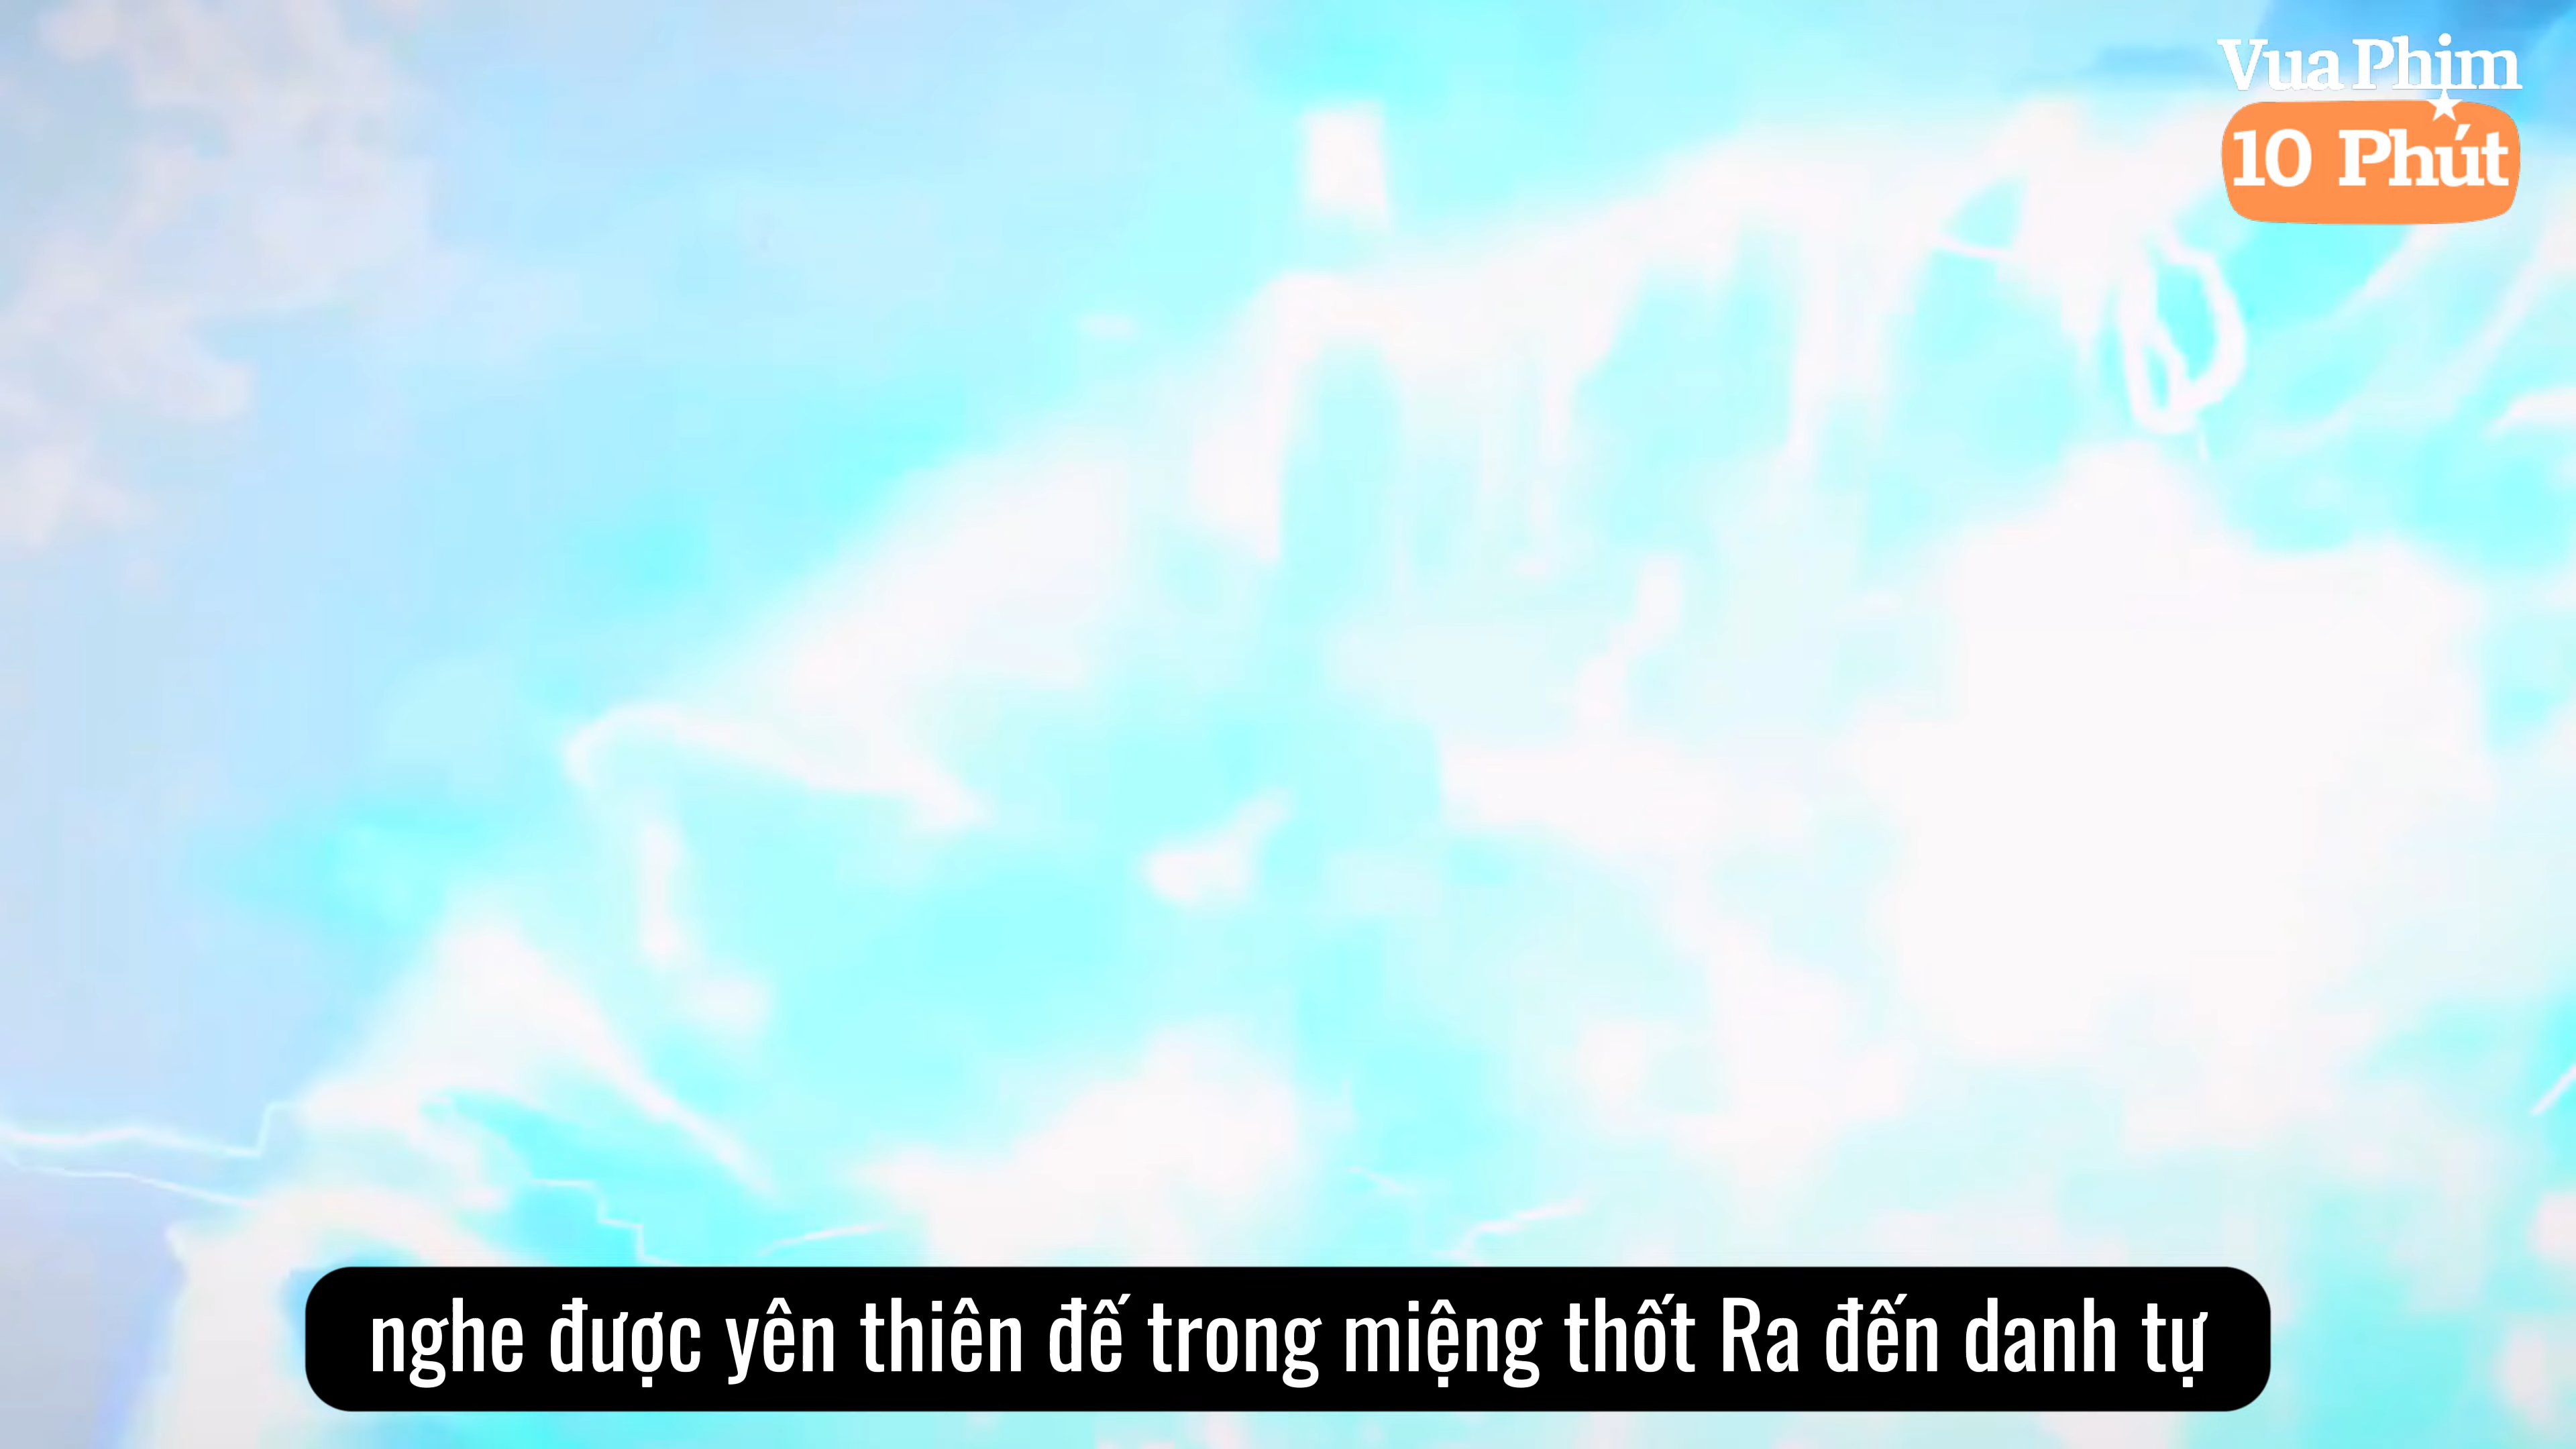 Vua Phim
10 Phút
nghe được yên thiên đế trong miệng thốt Ra đến danh tự